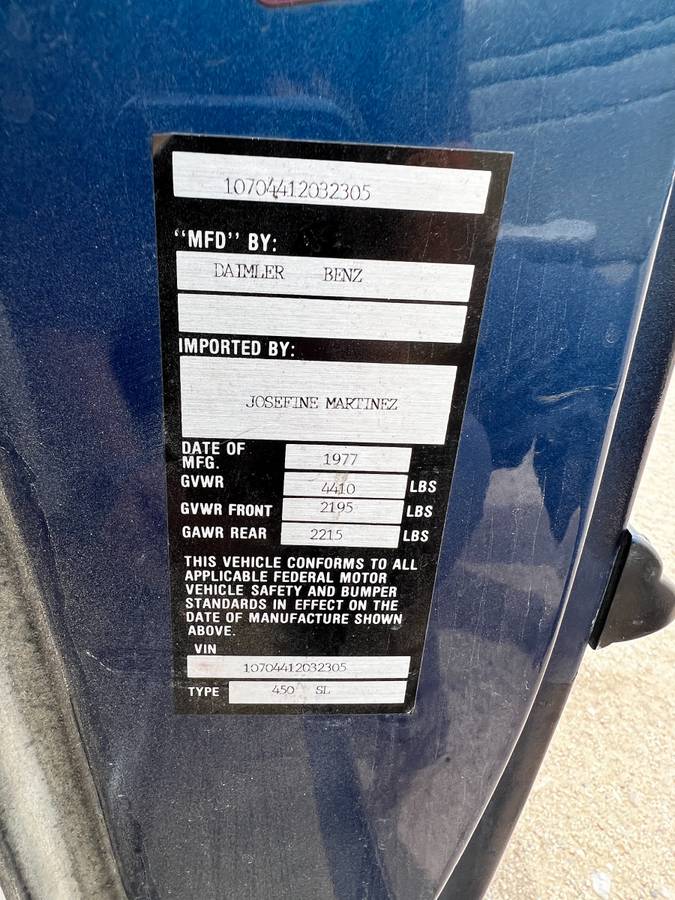 10704412032305
"MFD" BY:
DAIMLER BENZ
IMPORTED BY:
JOSEFINE MARTINEZ
DATE OF
MFG.
1977
GVWR 4410 LBS
GVWR FRONT 2195 LBS
GAWR REAR 2215 LBS
THIS VEHICLE CONFORMS TO ALL
APPLICABLE FEDERAL MOTOR
VEHICLE SAFETY AND BUMPER
STANDARDS IN EFFECT ON THE
DATE OF MANUFACTURE SHOWN
ABOVE.
VIN
10704412032305
TYPE 450 SL